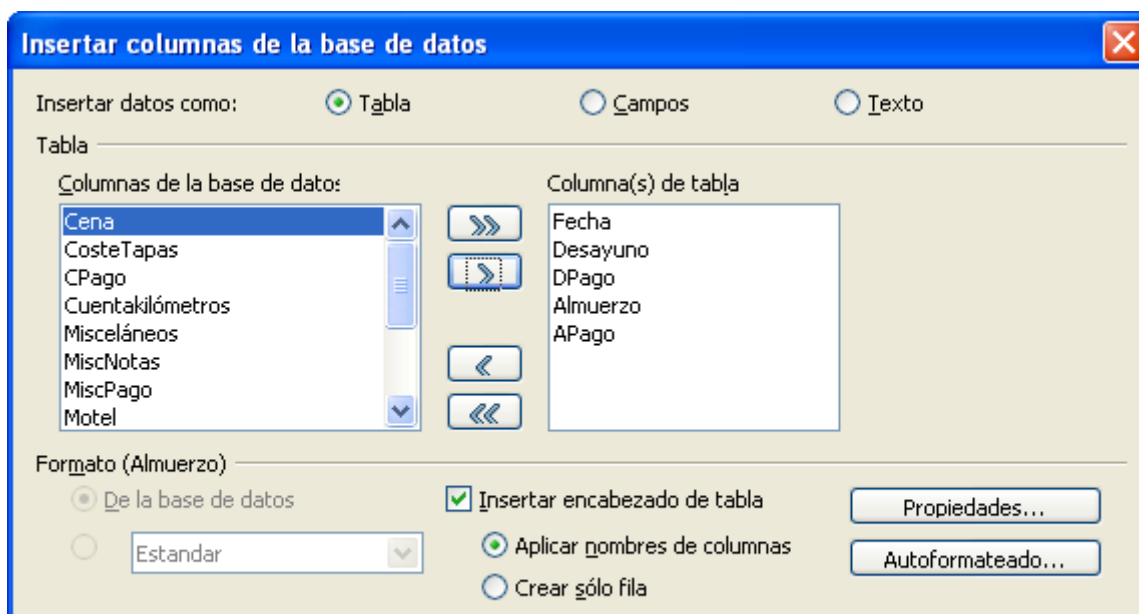 Insertar columnas de la base de datos
Insertar datos como: Tabla Campos Texto
Tabla
Columnas de la base de datos
Cena
CosteTapas
CPago
Cuentakilómetros
Misceláneos
MiscNotas
MiscPago
Motel
Columna(s) de tabla
Fecha
Desayuno
DPago
Almuerzo
APago
Formato (Almuerzo)
De la base de datos
Estandar
Insertar encabezado de tabla
Aplicar nombres de columnas
Crear sólo fila
Propiedades...
Autoformateado...